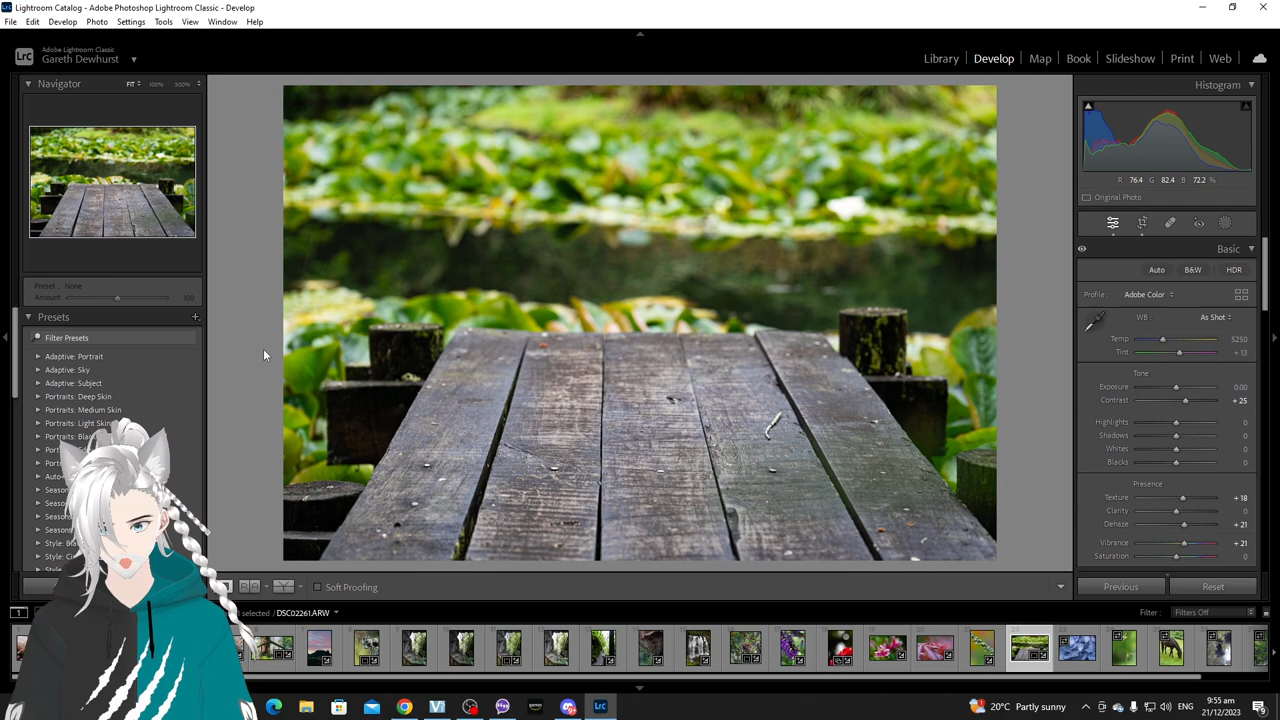 Lightroom Catalog - Adobe Photoshop Lightroom Classic - Develop
File Edit Develop Photo Settings Tools View Window Help
Lrc
Adobe Lightroom Classic
Gareth Dewhurst
Library Develop Map Book Slideshow Print Web
Navigator FIT 100% 300%
Histogram
R 76.4 G 82.4 B 72.2 %
Original Photo
Basic
Auto B&W HDR
Profile : Adobe Color
WB : As Shot
Temp 5250
Tint + 13
Tone
Exposure 0.00
Contrast + 25
Highlights 0
Shadows 0
Whites 0
Blacks 0
Presence
Texture + 18
Clarity 0
Dehaze + 21
Vibrance + 21
Saturation 0
Previous Reset
Preset : None
Amount 100
Presets
Filter Presets
Adaptive: Portrait
Adaptive: Sky
Adaptive: Subject
Portraits: Deep Skin
Portraits: Medium Skin
Portraits: Light Skin
Soft Proofing
1
selected / DSC02261.ARW
Filter : Filters Off
20°C Partly sunny
ENG
9:55 am
21/12/2023